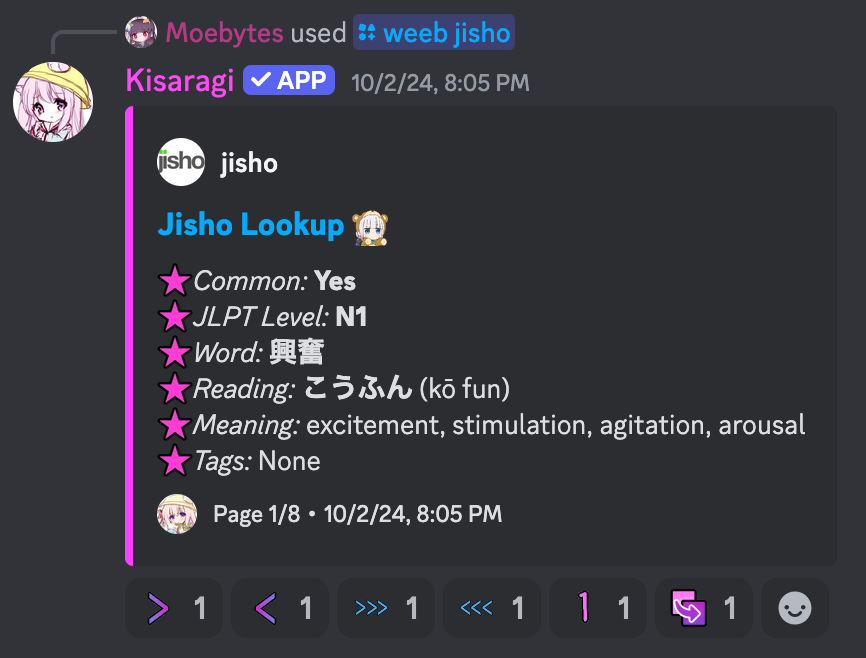 Moebytes used weeb jisho
Kisaragi APP 10/2/24, 8:05 PM
jisho jisho
Jisho Lookup
Common: Yes
JLPT Level: N1
Word: 興奮
Reading: こうふん (kō fun)
Meaning: excitement, stimulation, agitation, arousal
Tags: None
Page 1/8 • 10/2/24, 8:05 PM
1 1 >>> 1 <<< 1 1 1 1